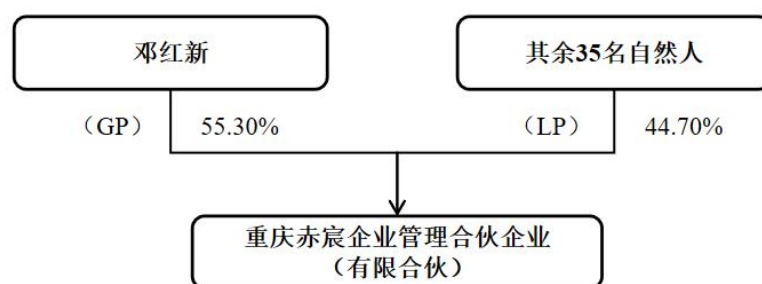 邓红新
其余35名自然人
（GP） 55.30%
（LP） 44.70%
重庆赤宸企业管理合伙企业
（有限合伙）